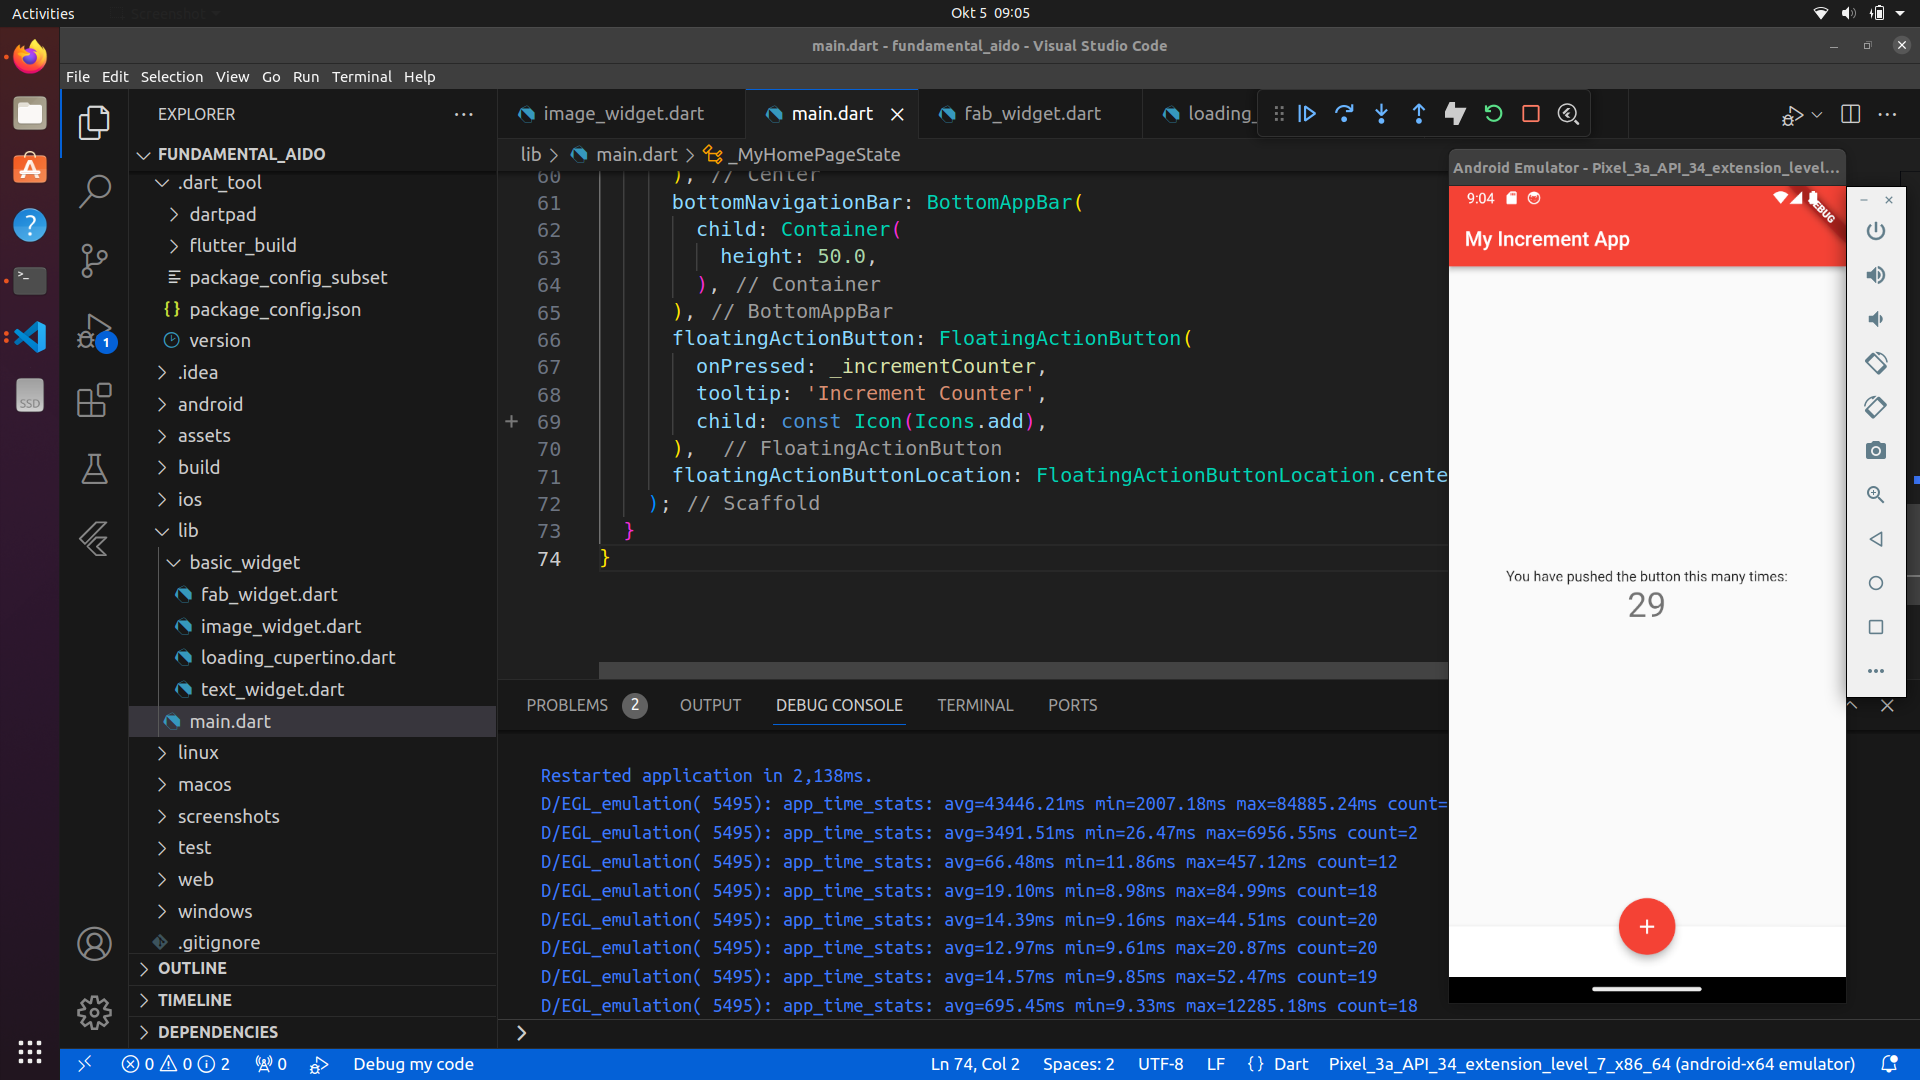 Activities
Okt 5 09:05
main.dart - fundamental_aido - Visual Studio Code
File Edit Selection View Go Run Terminal Help
EXPLORER
FUNDAMENTAL_AIDO
.dart_tool
dartpad
flutter_build
package_config_subset
package_config.json
version
.idea
android
assets
build
ios
lib
basic_widget
fab_widget.dart
image_widget.dart
loading_cupertino.dart
text_widget.dart
main.dart
linux
macos
screenshots
test
web
windows
.gitignore
OUTLINE
TIMELINE
DEPENDENCIES
SSD
1
image_widget.dart
main.dart
fab_widget.dart
loading_
lib > main.dart > _MyHomePageState
60 ), // Center
61 bottomNavigationBar: BottomAppBar(
62 child: Container(
63 height: 50.0,
64 ), // Container
65 ), // BottomAppBar
66 floatingActionButton: FloatingActionButton(
67 onPressed: _incrementCounter,
68 tooltip: 'Increment Counter',
69 child: const Icon(Icons.add),
70 ), // FloatingActionButton
71 floatingActionButtonLocation: FloatingActionButtonLocation.cente
72 ); // Scaffold
73 }
74 }
PROBLEMS 2 OUTPUT DEBUG CONSOLE TERMINAL PORTS
Restarted application in 2,138ms.
D/EGL_emulation( 5495): app_time_stats: avg=43446.21ms min=2007.18ms max=84885.24ms count=
D/EGL_emulation( 5495): app_time_stats: avg=3491.51ms min=26.47ms max=6956.55ms count=2
D/EGL_emulation( 5495): app_time_stats: avg=66.48ms min=11.86ms max=457.12ms count=12
D/EGL_emulation( 5495): app_time_stats: avg=19.10ms min=8.98ms max=84.99ms count=18
D/EGL_emulation( 5495): app_time_stats: avg=14.39ms min=9.16ms max=44.51ms count=20
D/EGL_emulation( 5495): app_time_stats: avg=12.97ms min=9.61ms max=20.87ms count=20
D/EGL_emulation( 5495): app_time_stats: avg=14.57ms min=9.85ms max=52.47ms count=19
D/EGL_emulation( 5495): app_time_stats: avg=695.45ms min=9.33ms max=12285.18ms count=18
Android Emulator - Pixel_3a_API_34_extension_level...
9:04
DEBUG
My Increment App
You have pushed the button this many times:
29
0 0 2 0 Debug my code
Ln 74, Col 2 Spaces: 2 UTF-8 LF {} Dart Pixel_3a_API_34_extension_level_7_x86_64 (android-x64 emulator)